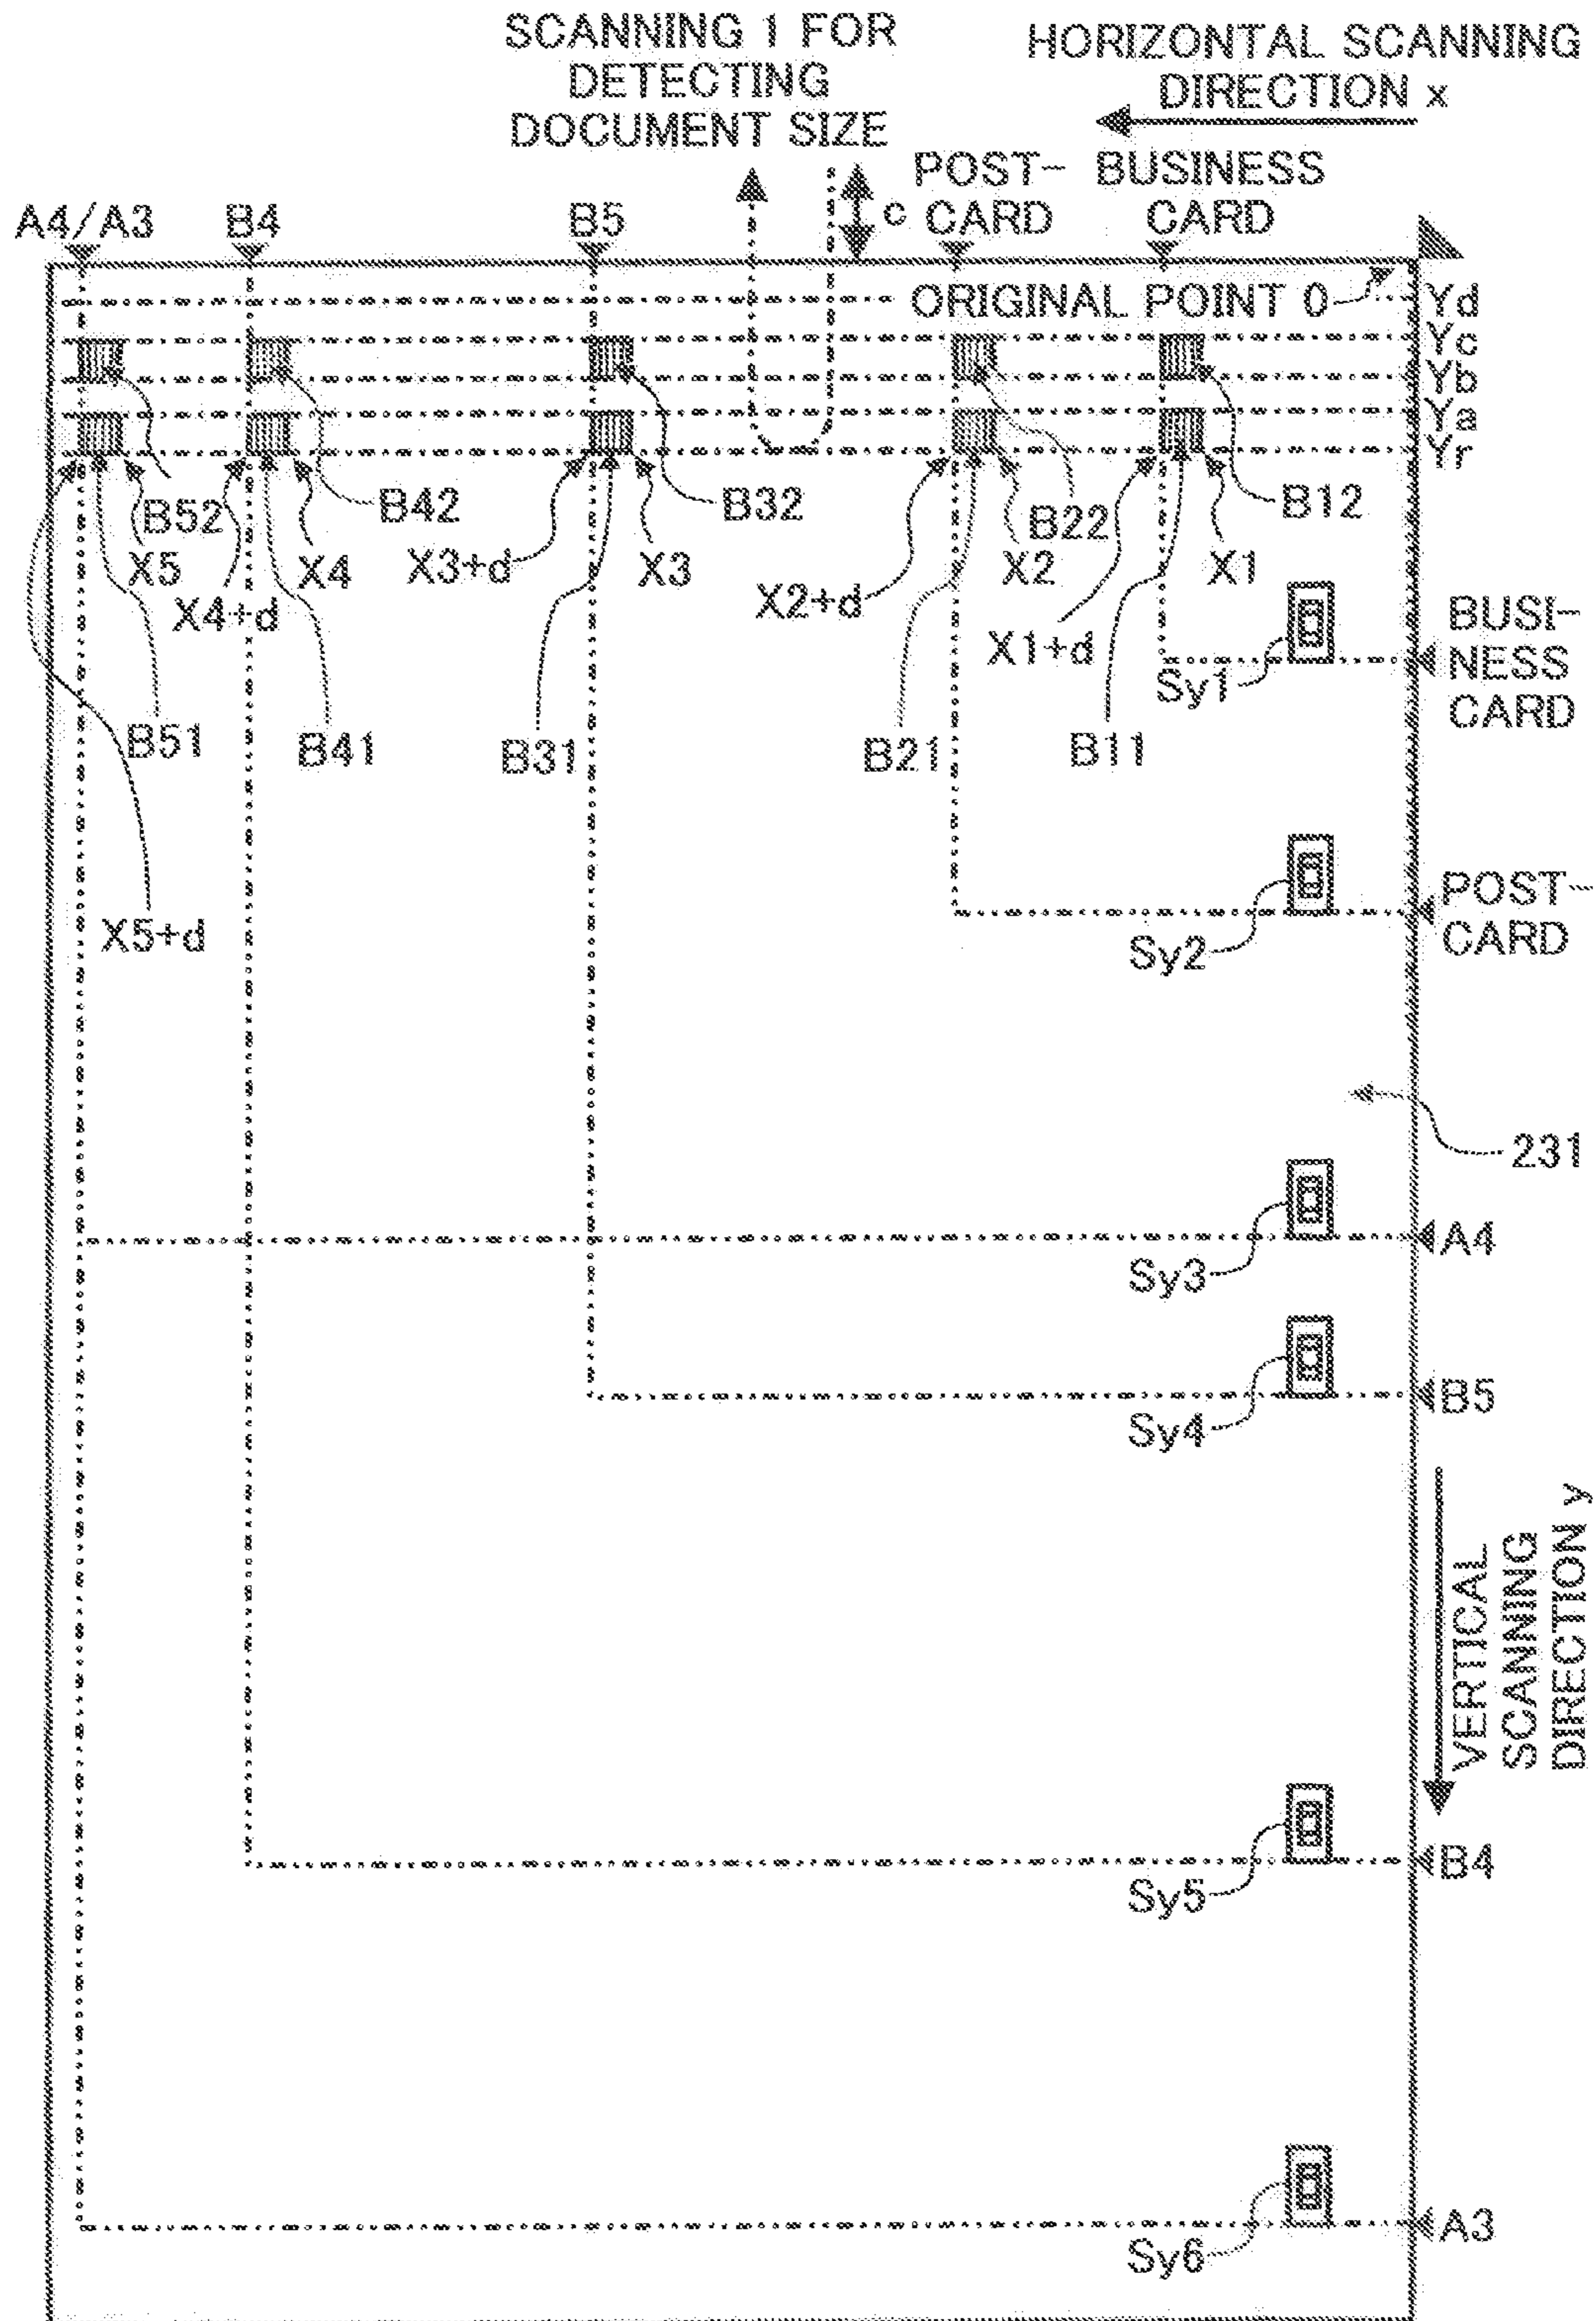 SCANNING 1 FOR
DETECTING
DOCUMENT SIZE
HORIZONTAL SCANNING
DIRECTION x
POST-
CARD
BUSINESS
CARD
A4/A3
B4
B5
c
ORIGINAL POINT 0
Yd
Yc
Yb
Ya
Yr
B52
B42
B32
B22
B12
X5
X4
X3+d
X3
X2
X1
X4+d
X2+d
X1+d
BUSI-
NESS
CARD
Sy1
B51
B41
B31
B21
B11
X5+d
POST-
CARD
Sy2
231
A4
Sy3
B5
Sy4
VERTICAL
SCANNING
DIRECTION y
B4
Sy5
A3
Sy6